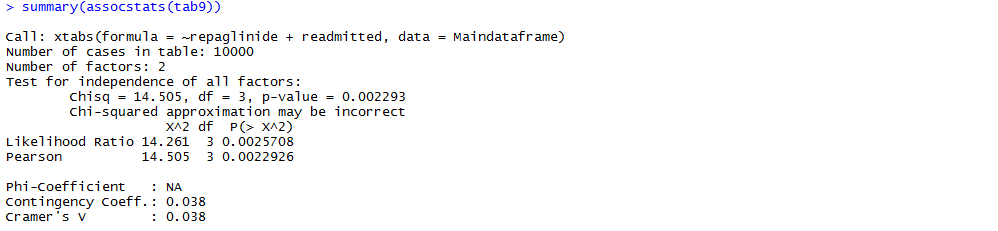 > summary(assocstats(tab9))
Call: xtabs(formula = ~repaglinide + readmitted, data = Maindataframe)
Number of cases in table: 10000
Number of factors: 2
Test for independence of all factors:
Chisq = 14.505, df = 3, p-value = 0.002293
Chi-squared approximation may be incorrect
X^2 df P(> X^2)
Likelihood Ratio 14.261 3 0.0025708
Pearson 14.505 3 0.0022926
Phi-Coefficient : NA
Contingency Coeff.: 0.038
Cramer's V : 0.038